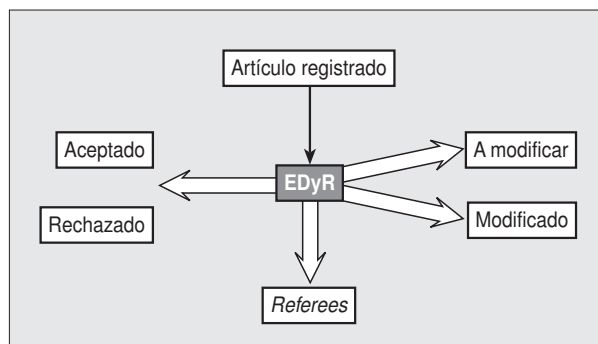 Artículo registrado
Aceptado
A modificar
EDyR
Rechazado
Modificado
Referees